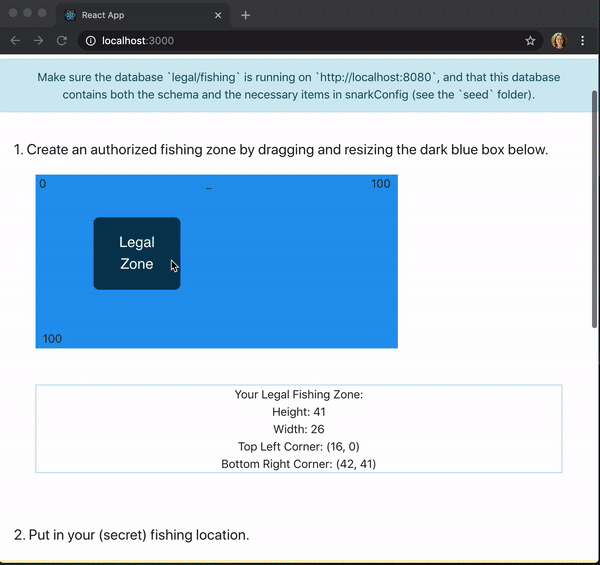 React App
localhost:3000
Make sure the database `legal/fishing` is running on `http://localhost:8080`, and that this database
contains both the schema and the necessary items in snarkConfig (see the `seed` folder).
1. Create an authorized fishing zone by dragging and resizing the dark blue box below.
0 _ 100
Legal
Zone
100
Your Legal Fishing Zone:
Height: 41
Width: 26
Top Left Corner: (16, 0)
Bottom Right Corner: (42, 41)
2. Put in your (secret) fishing location.